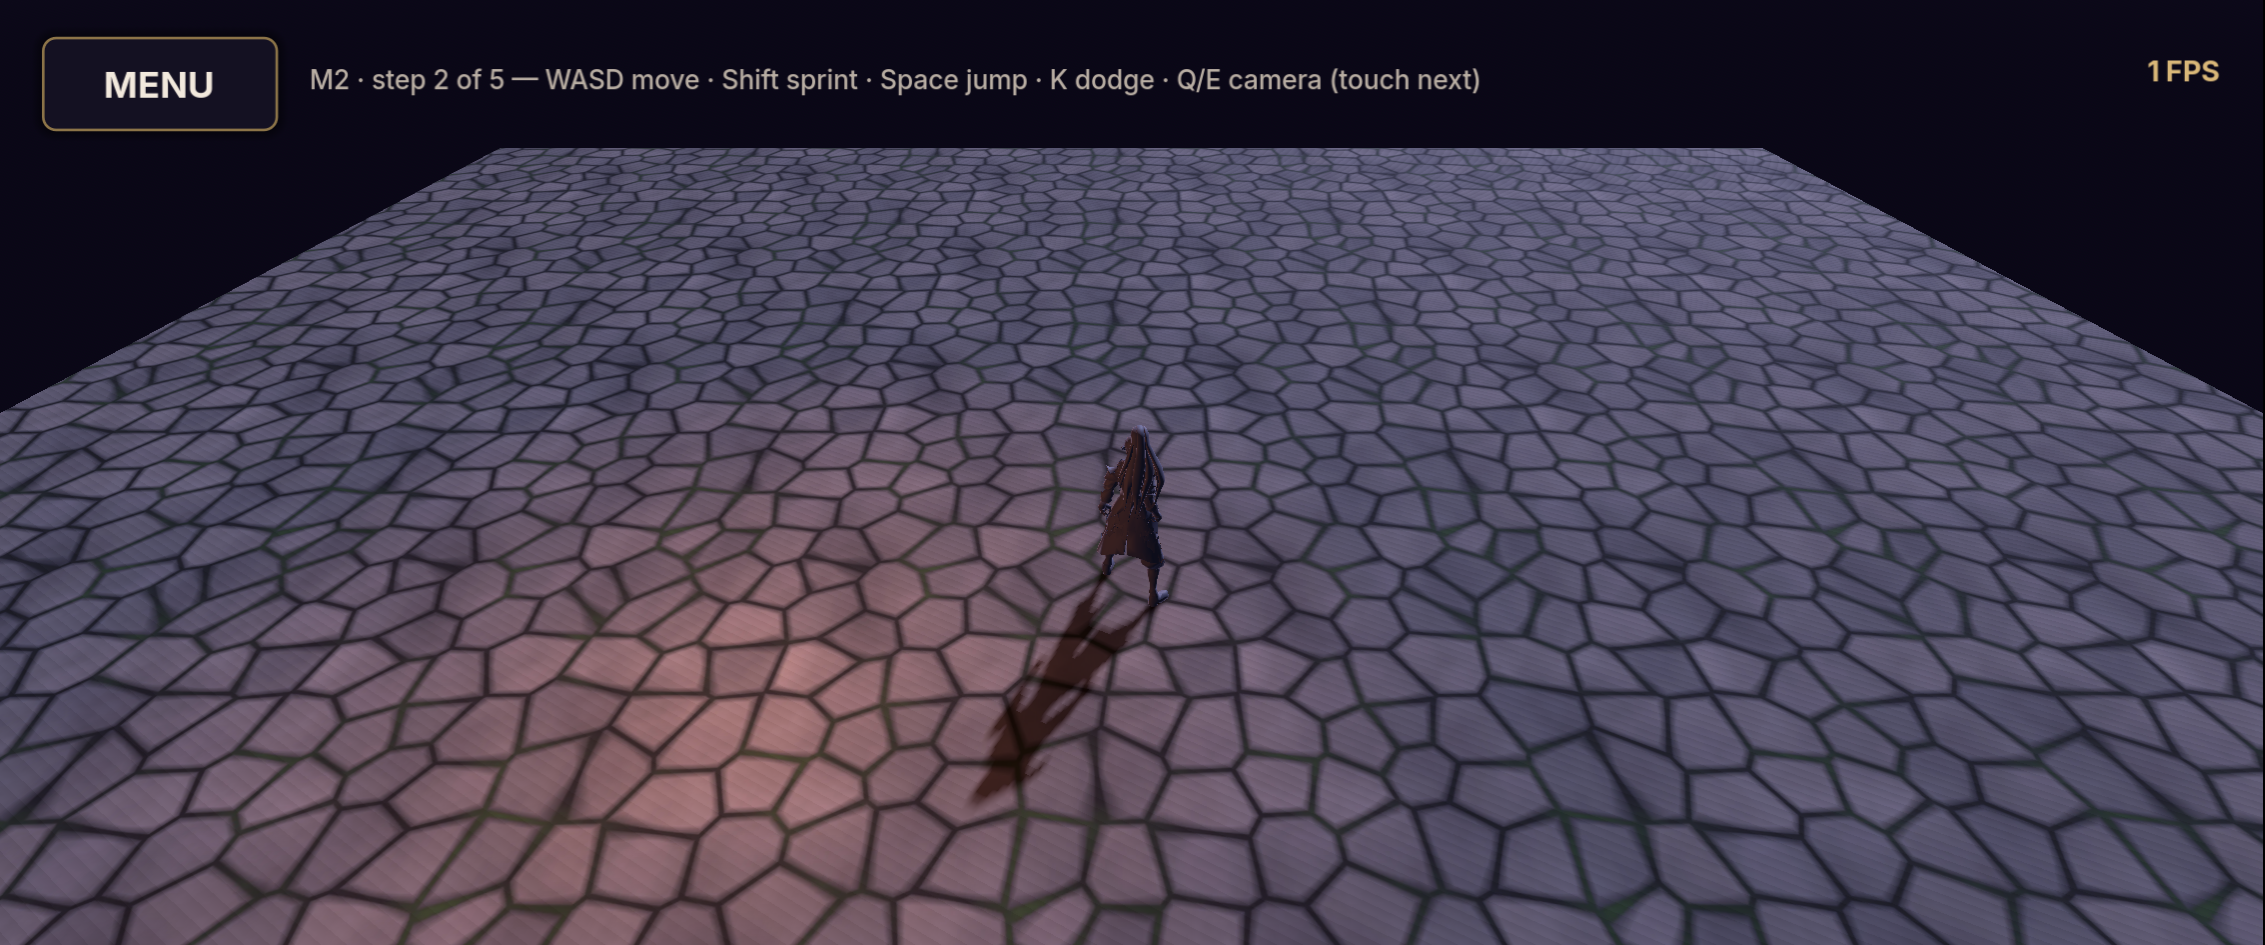 MENU
M2 · step 2 of 5 — WASD move · Shift sprint · Space jump · K dodge · Q/E camera (touch next)
1 FPS